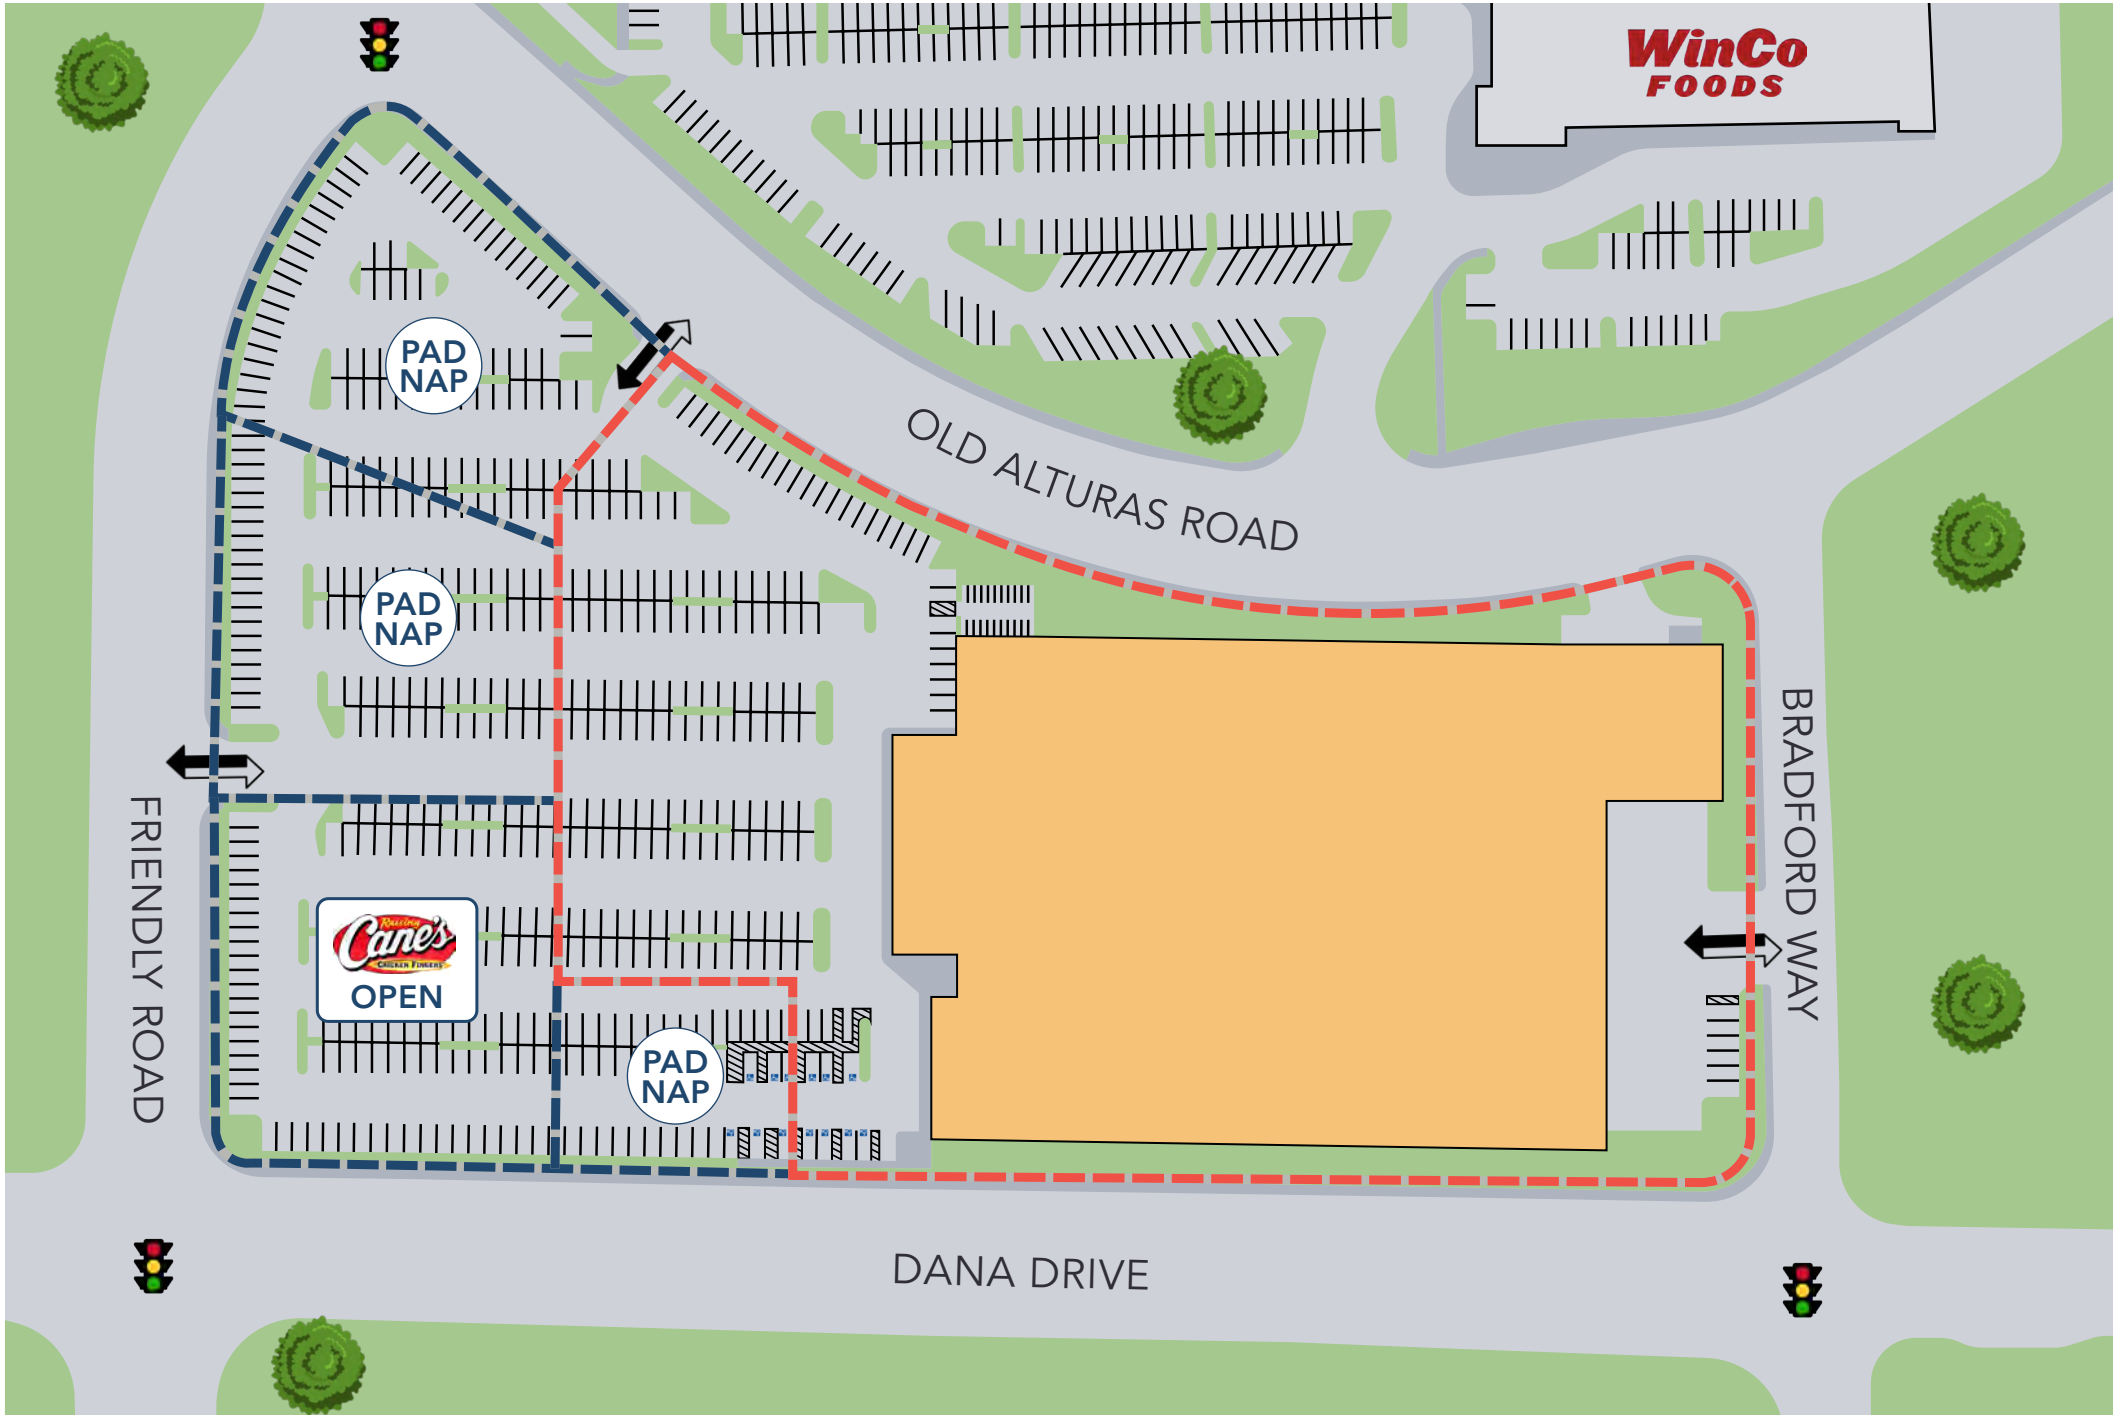 WinCo
FOODS
PAD
NAP
OLD ALTURAS ROAD
PAD
NAP
BRADFORD WAY
FRIENDLY ROAD
Raising
Cane's
CHICKEN FINGERS
OPEN
PAD
NAP
DANA DRIVE